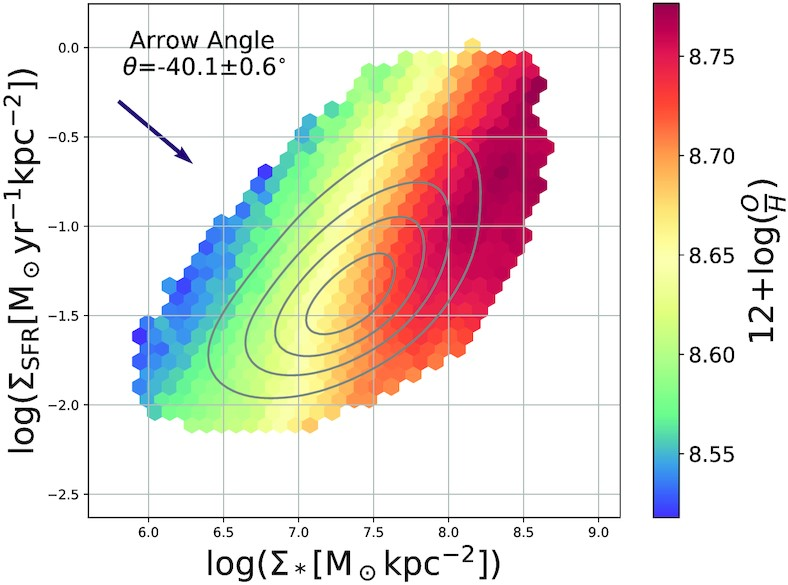 Arrow Angle
θ=-40.1±0.6°
log(Σ_SFR[M⊙yr⁻¹kpc⁻²])
0.0
−0.5
−1.0
−1.5
−2.0
−2.5
6.0 6.5 7.0 7.5 8.0 8.5 9.0
log(Σ∗[M⊙kpc⁻²])
8.75
8.70
8.65
8.60
8.55
12+log(O/H)